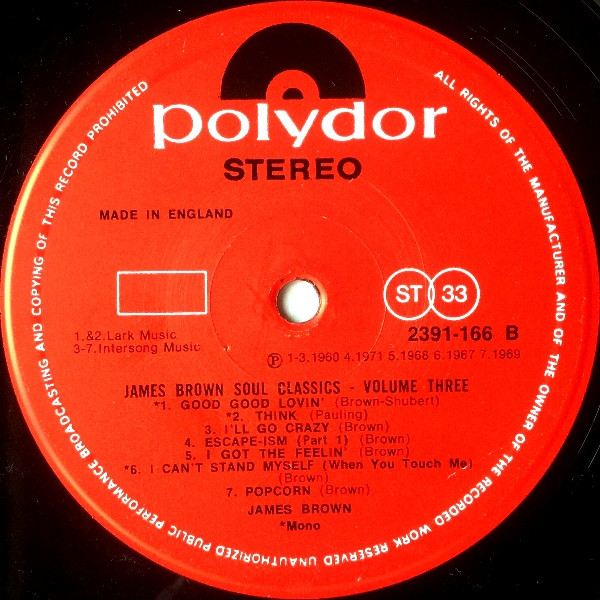 polydor
STEREO
MADE IN ENGLAND
ST 33
2391-166 B
1.&2. Lark Music
3-7. Intersong Music
Ⓟ 1-3.1960 4.1971 5.1968 6.1967 7.1969
JAMES BROWN SOUL CLASSICS - VOLUME THREE
*1. GOOD GOOD LOVIN' (Brown-Shubert)
*2. THINK (Pauling)
3. I'LL GO CRAZY (Brown)
4. ESCAPE-ISM (Part 1) (Brown)
5. I GOT THE FEELIN' (Brown)
*6. I CAN'T STAND MYSELF (When You Touch Me)
(Brown)
7. POPCORN (Brown)
JAMES BROWN
*Mono
ALL RIGHTS OF THE MANUFACTURER AND OF THE OWNER OF THE RECORDED WORK RESERVED UNAUTHORIZED PUBLIC PERFORMANCE BROADCASTING AND COPYING OF THIS RECORD PROHIBITED